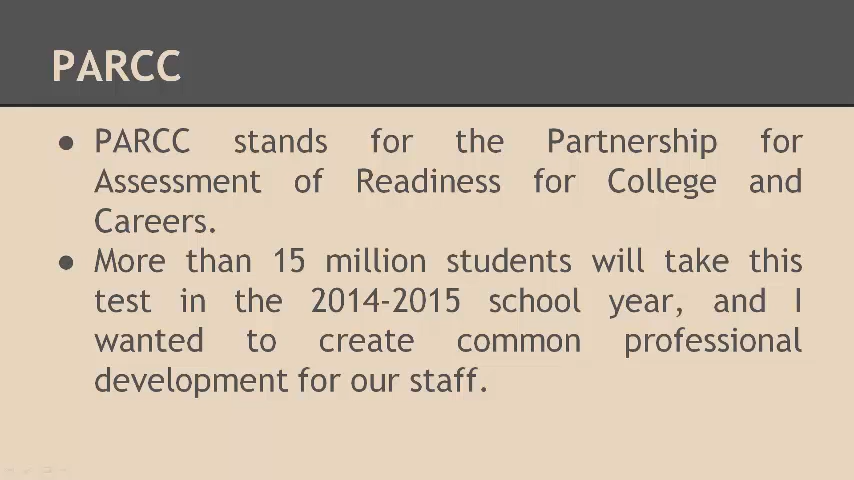 PARCC
● PARCC stands for the Partnership for
Assessment of Readiness for College and
Careers.
● More than 15 million students will take this
test in the 2014-2015 school year, and I
wanted to create common professional
development for our staff.